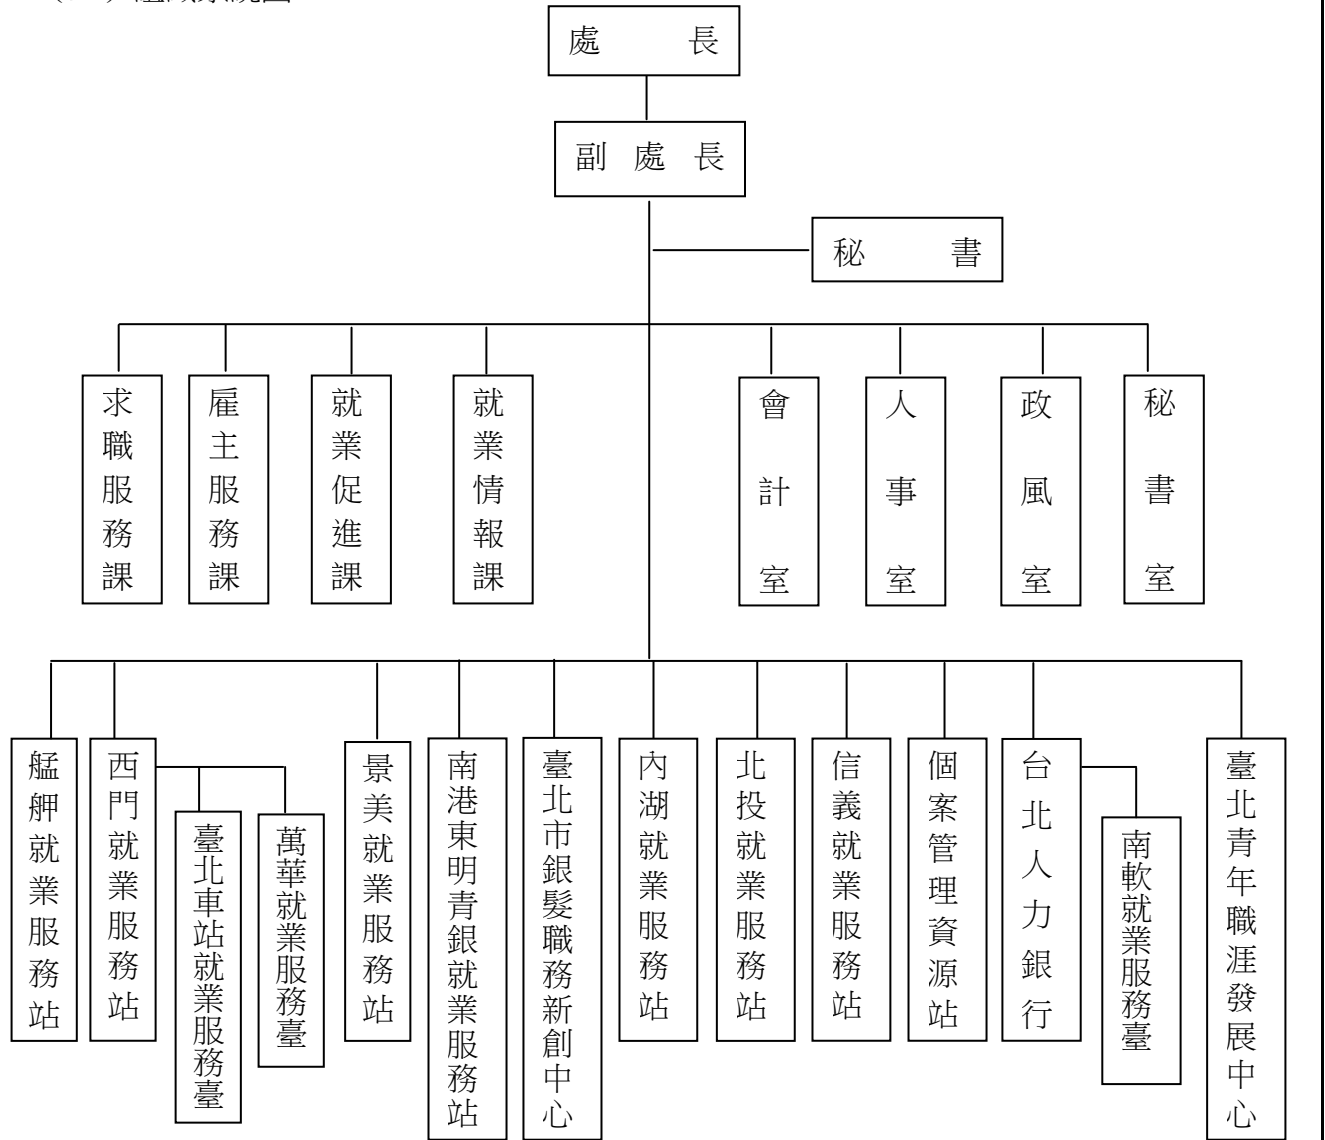 處長
副處長
秘書
求職服務課
雇主服務課
就業促進課
就業情報課
會計室
人事室
政風室
秘書室
艋舺就業服務站
西門就業服務站
臺北車站就業服務臺
萬華就業服務臺
景美就業服務站
南港東明青銀就業服務站
臺北市銀髮職務新創中心
內湖就業服務站
北投就業服務站
信義就業服務站
個案管理資源站
台北人力銀行
南軟就業服務臺
臺北青年職涯發展中心